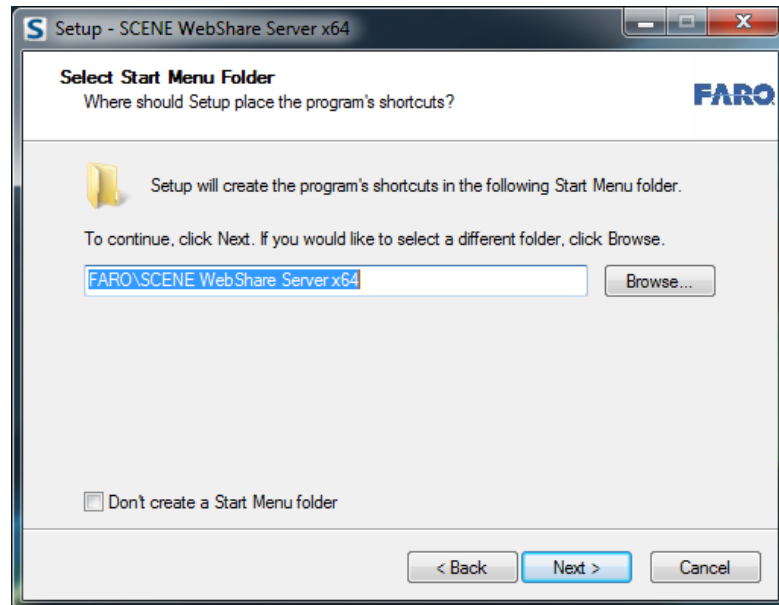 Setup - SCENE WebShare Server x64
Select Start Menu Folder
Where should Setup place the program's shortcuts?
FARO
Setup will create the program's shortcuts in the following Start Menu folder.
To continue, click Next. If you would like to select a different folder, click Browse.
FARO\SCENE WebShare Server x64
Browse...
Don't create a Start Menu folder
< Back
Next >
Cancel